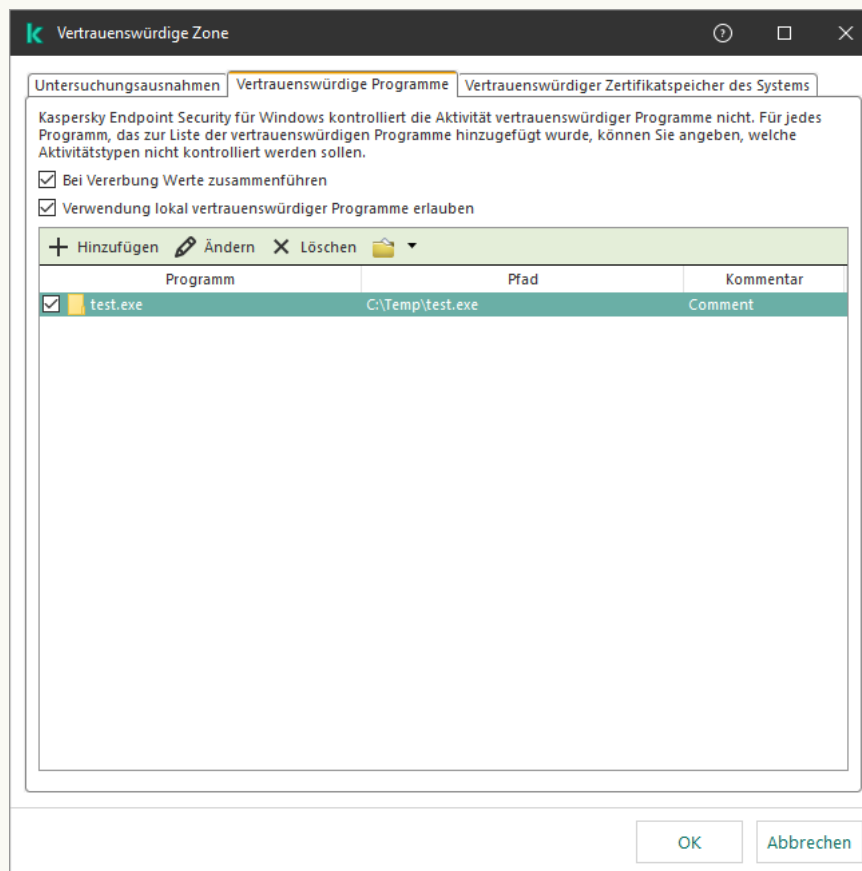 Vertrauenswürdige Zone
Untersuchungsausnahmen Vertrauenswürdige Programme Vertrauenswürdiger Zertifikatspeicher des Systems
Kaspersky Endpoint Security für Windows kontrolliert die Aktivität vertrauenswürdiger Programme nicht. Für jedes
Programm, das zur Liste der vertrauenswürdigen Programme hinzugefügt wurde, können Sie angeben, welche
Aktivitätstypen nicht kontrolliert werden sollen.
Bei Vererbung Werte zusammenführen
Verwendung lokal vertrauenswürdiger Programme erlauben
Hinzufügen Ändern Löschen
Programm Pfad Kommentar
test.exe C:\Temp\test.exe Comment
OK Abbrechen